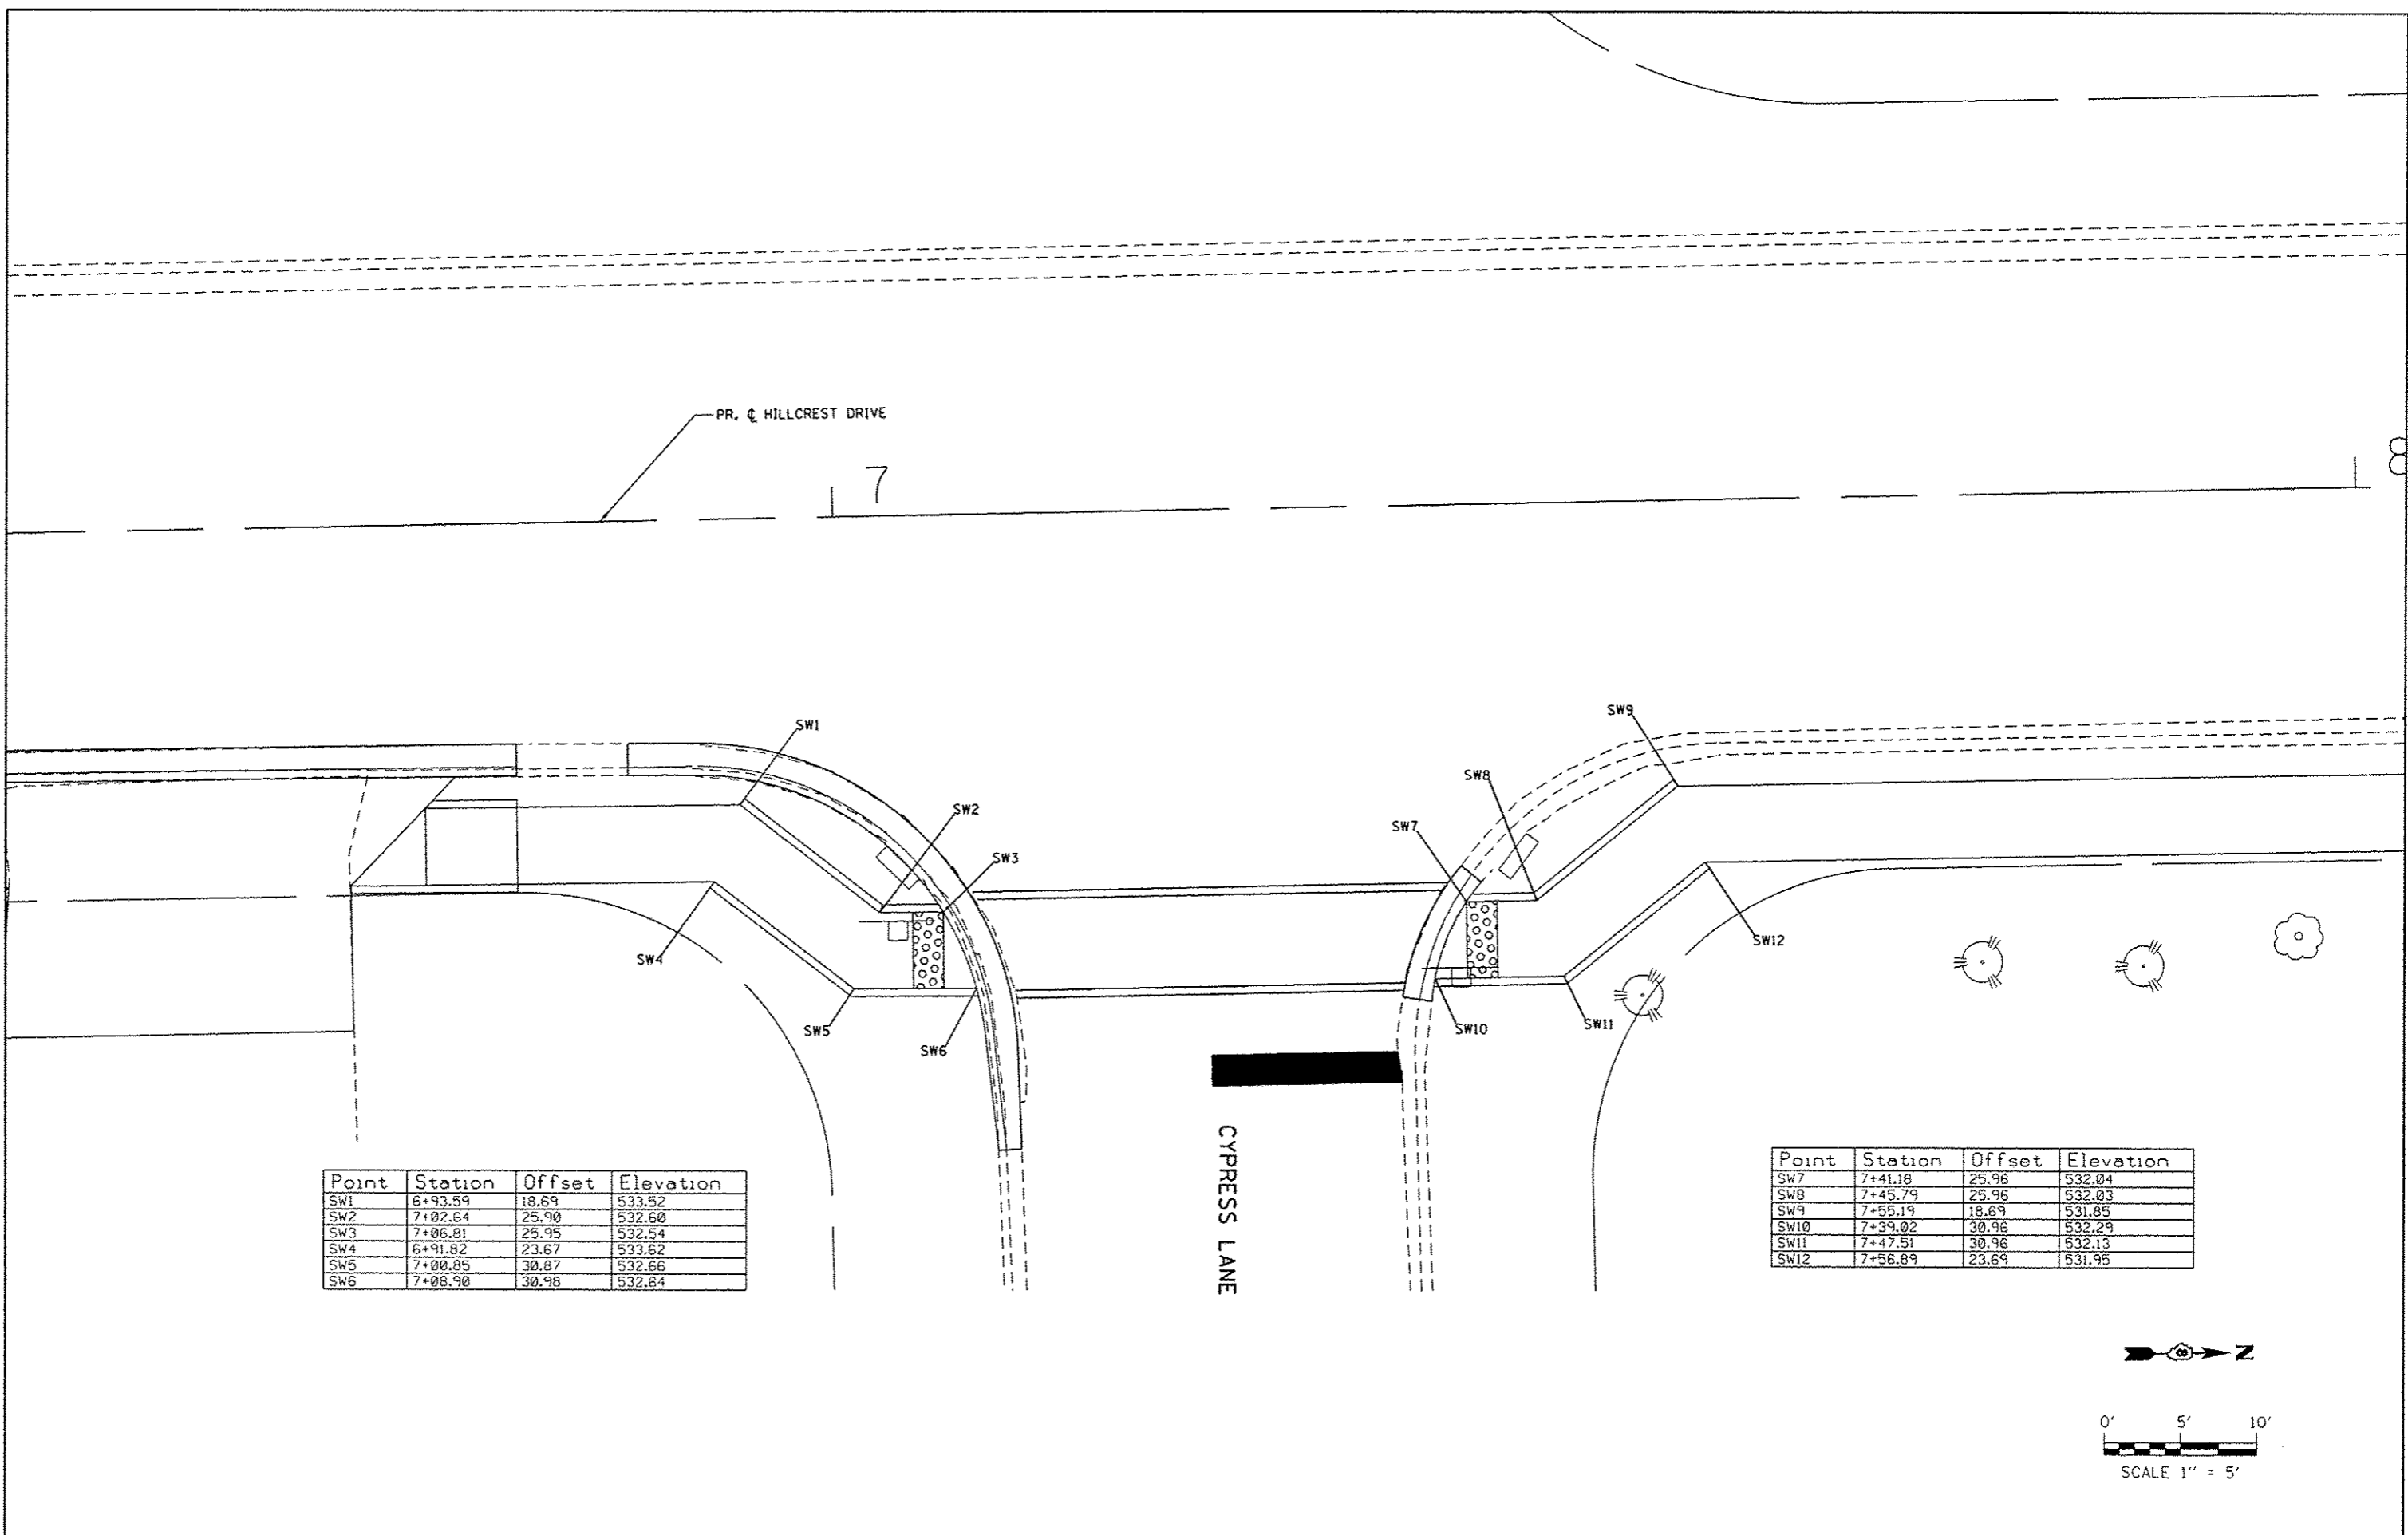 PR. ℄ HILLCREST DRIVE
7
8
SW1
SW9
SW8
SW2
SW7
SW3
SW4
SW12
SW5
SW6
SW10
SW11
CYPRESS LANE
Point Station Offset Elevation
SW1 6+93.59 18.69 533.52
SW2 7+02.64 25.90 532.60
SW3 7+06.81 25.95 532.54
SW4 6+91.82 23.67 533.62
SW5 7+00.85 30.87 532.66
SW6 7+08.90 30.98 532.64
Point Station Offset Elevation
SW7 7+41.18 25.96 532.04
SW8 7+45.79 25.96 532.03
SW9 7+55.19 18.69 531.85
SW10 7+39.02 30.96 532.29
SW11 7+47.51 30.96 532.13
SW12 7+56.89 23.69 531.95
N
0' 5' 10'
SCALE 1" = 5'